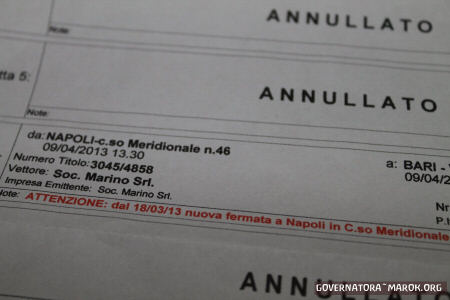 ANNULLATO
Note:
tta 5:
ANNULLATO
Note:
da: NAPOLI-c.so Meridionale n.46
a: BARI -
09/04/2013 13.30
09/04/2
Numero Titolo: 3045/4858
Vettore: Soc. Marino Srl.
Nr
Impresa Emittente: Soc. Marino Srl.
P.I
Note: ATTENZIONE: dal 18/03/13 nuova fermata a Napoli in C.so Meridionale
ANNULLATO
GOVERNATORA~MAROK.ORG